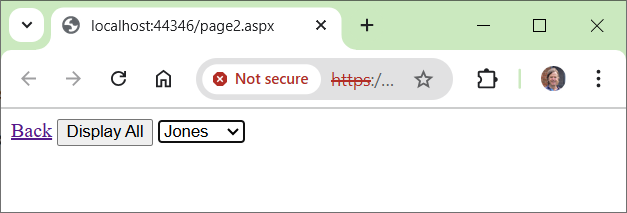 localhost:44346/page2.aspx
Not secure https:/...
Back Display All Jones